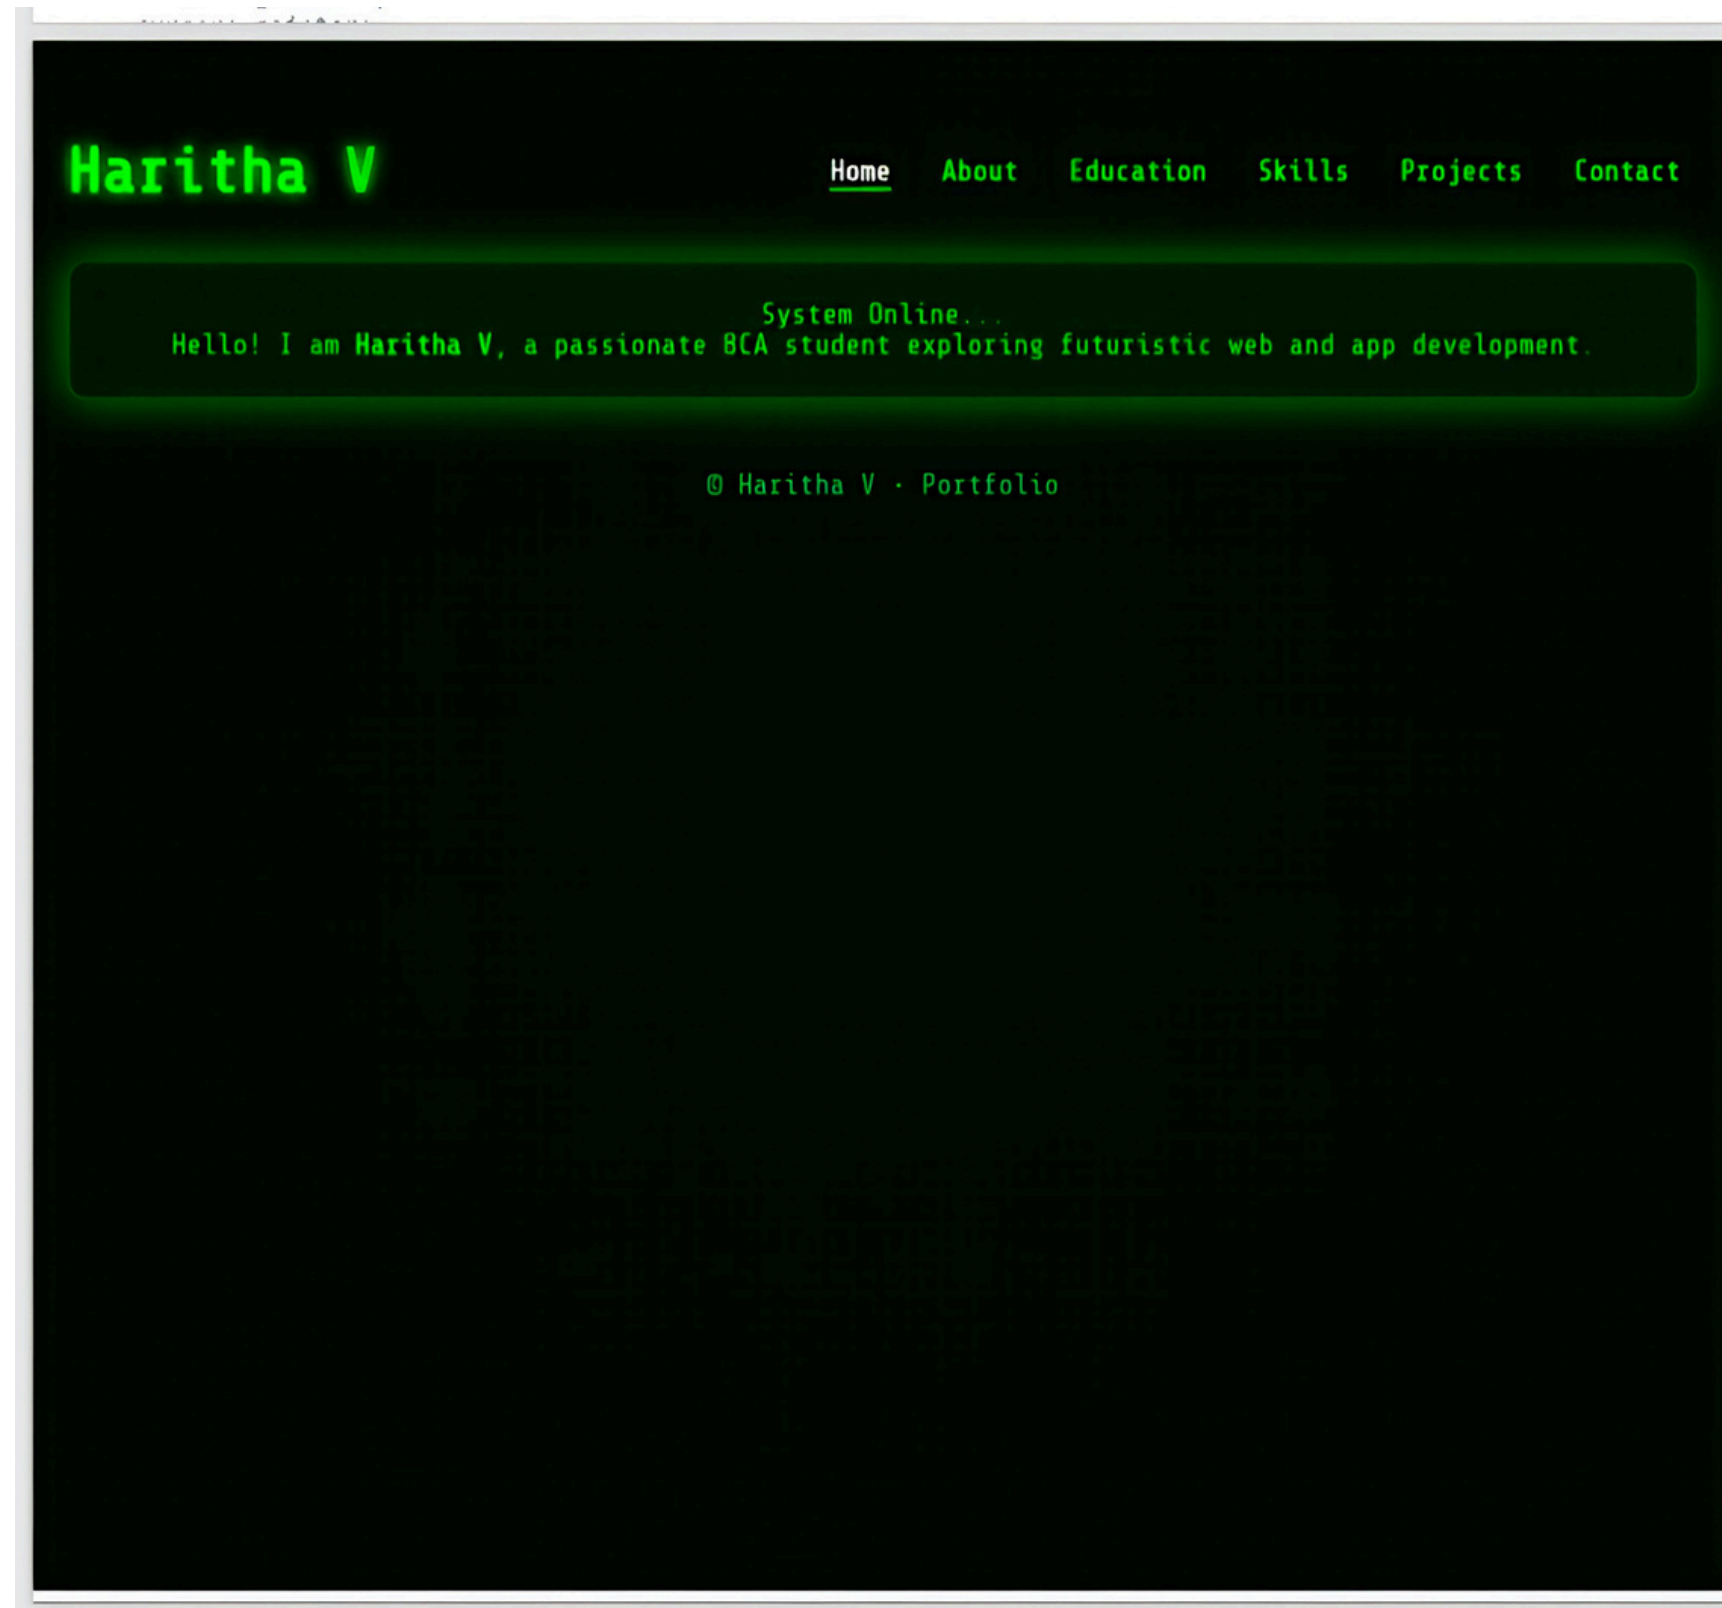 Haritha V
Home About Education Skills Projects Contact
System Online...
Hello! I am Haritha V, a passionate BCA student exploring futuristic web and app development.
© Haritha V · Portfolio